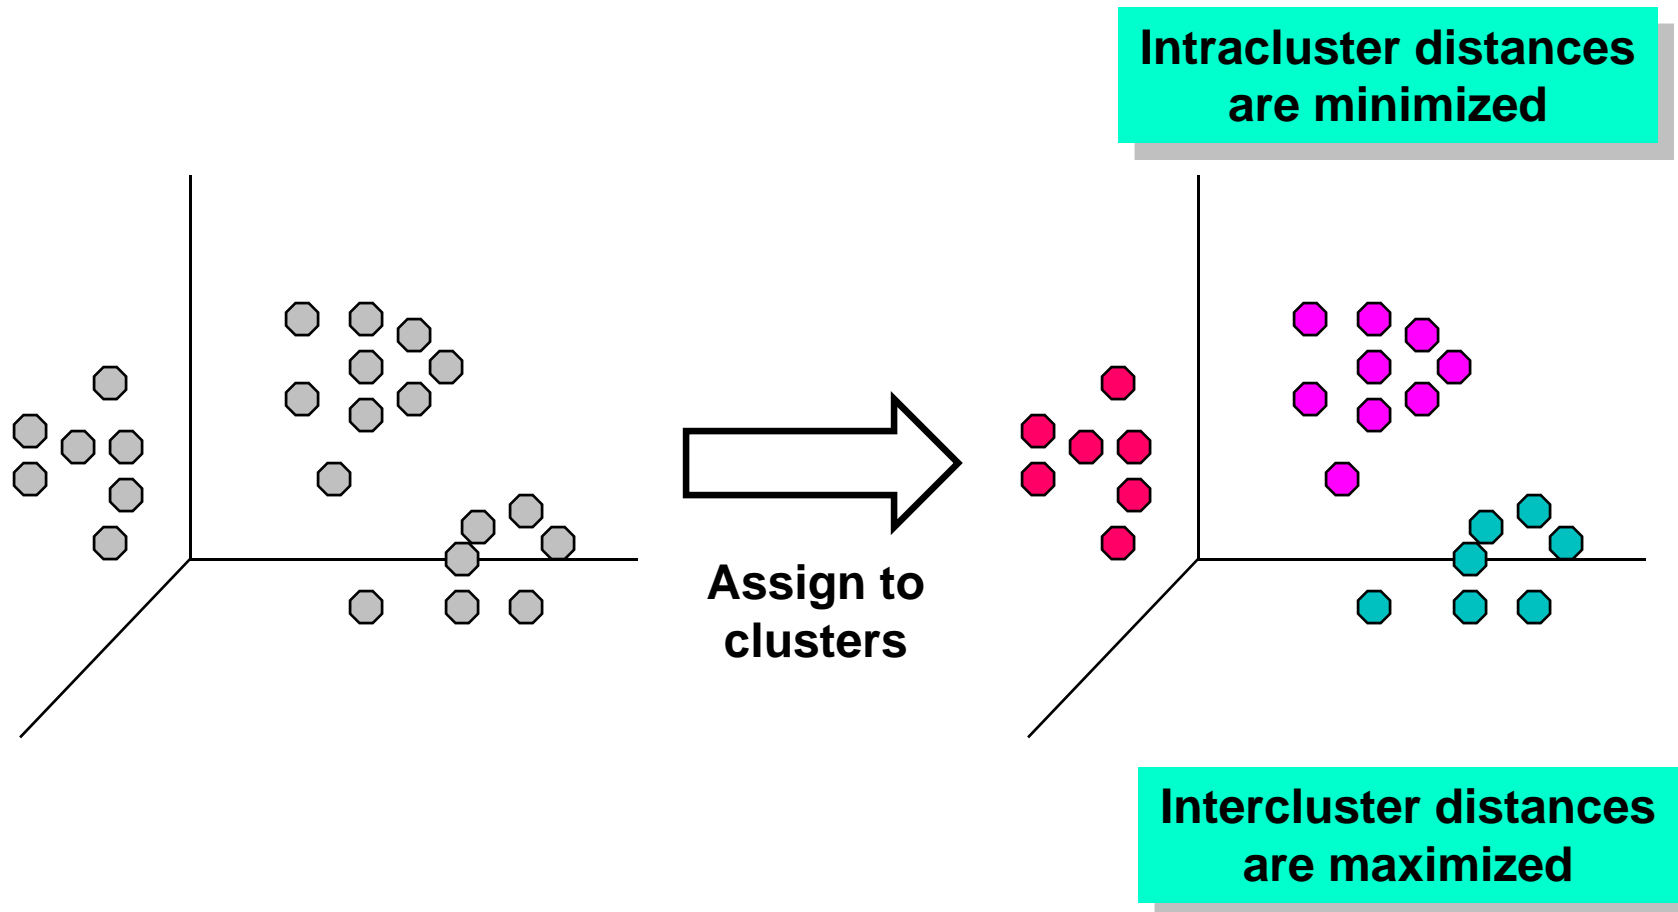 Intracluster distances
are minimized
Assign to
clusters
Intercluster distances
are maximized